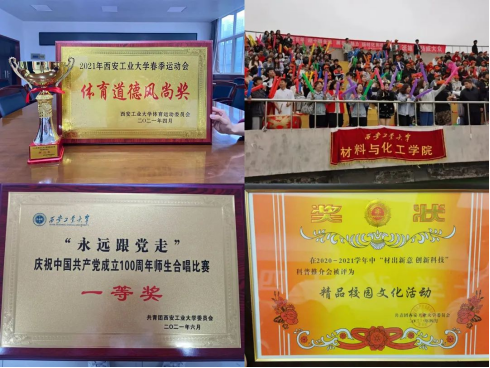 2021年西安工业大学春季运动会
体育道德风尚奖
西安工业大学体育运动委员会
二〇二一年四月
西安工业大学
材料与化工学院
西安工业大学
“永远跟党走”
庆祝中国共产党成立100周年师生合唱比赛
一等奖
共青团西安工业大学委员会
二〇二一年六月
奖 状
在2020-2021学年中“材出新意 创新科技”
精品校园文化活动